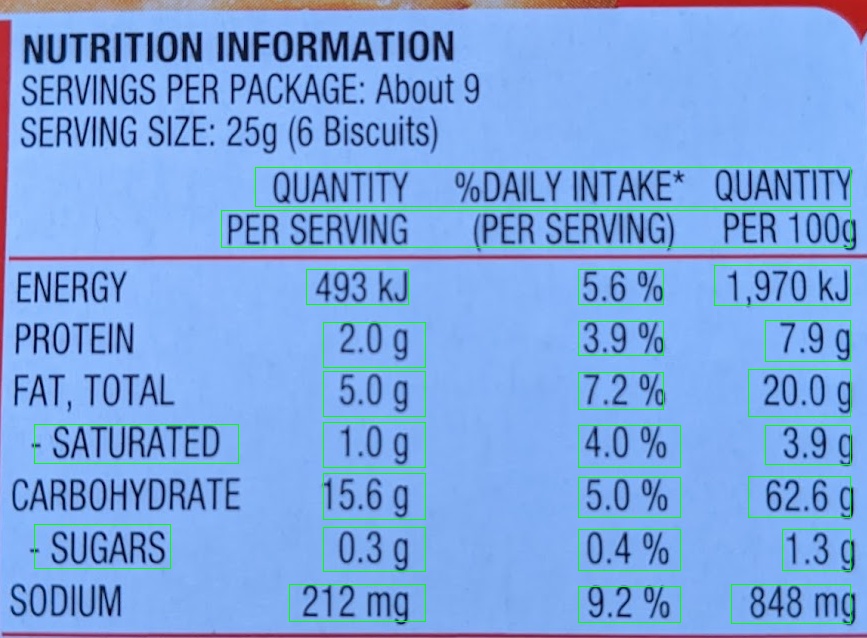 NUTRITION INFORMATION
SERVINGS PER PACKAGE: About 9
SERVING SIZE: 25g (6 Biscuits)
QUANTITY %DAILY INTAKE* QUANTITY
PER SERVING (PER SERVING) PER 100g
ENERGY 493 kJ 5.6 % 1,970 kJ
PROTEIN 2.0 g 3.9 % 7.9 g
FAT, TOTAL 5.0 g 7.2 % 20.0 g
- SATURATED 1.0 g 4.0 % 3.9 g
CARBOHYDRATE 15.6 g 5.0 % 62.6 g
- SUGARS 0.3 g 0.4 % 1.3 g
SODIUM 212 mg 9.2 % 848 mg